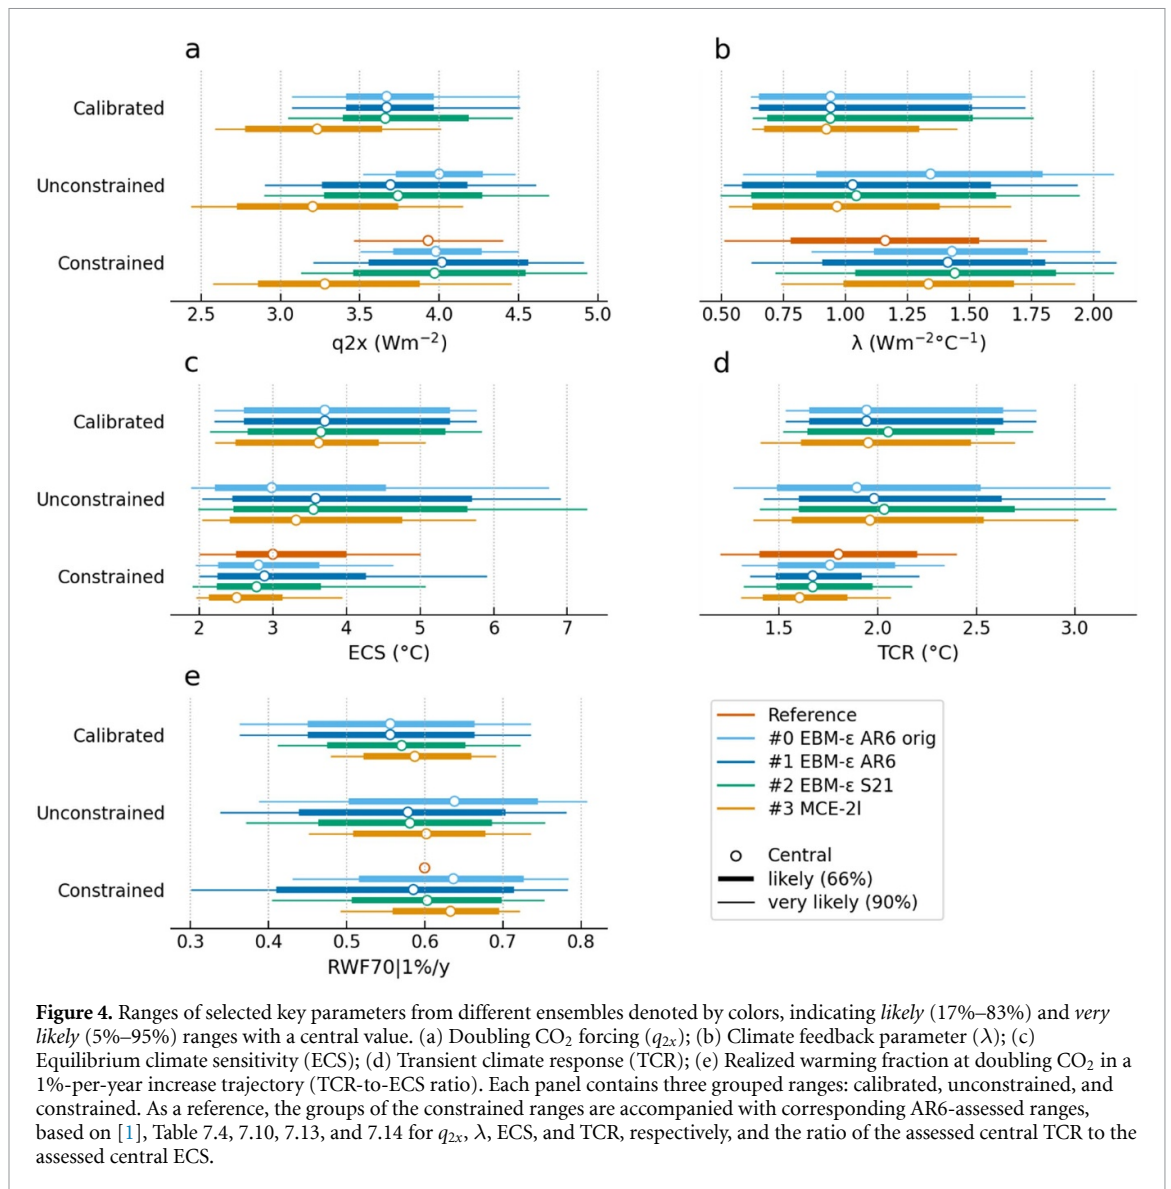 a
b
Calibrated
Unconstrained
Constrained
2.5 3.0 3.5 4.0 4.5 5.0
q2x (Wm⁻²)
0.50 0.75 1.00 1.25 1.50 1.75 2.00
λ (Wm⁻²°C⁻¹)
c
d
Calibrated
Unconstrained
Constrained
2 3 4 5 6 7
ECS (°C)
1.5 2.0 2.5 3.0
TCR (°C)
e
Calibrated
Unconstrained
Constrained
0.3 0.4 0.5 0.6 0.7 0.8
RWF70|1%/y
Reference
#0 EBM-ε AR6 orig
#1 EBM-ε AR6
#2 EBM-ε S21
#3 MCE-2l
Central
likely (66%)
very likely (90%)
Figure 4. Ranges of selected key parameters from different ensembles denoted by colors, indicating likely (17%–83%) and very
likely (5%–95%) ranges with a central value. (a) Doubling CO₂ forcing (q₂ₓ); (b) Climate feedback parameter (λ); (c)
Equilibrium climate sensitivity (ECS); (d) Transient climate response (TCR); (e) Realized warming fraction at doubling CO₂ in a
1%-per-year increase trajectory (TCR-to-ECS ratio). Each panel contains three grouped ranges: calibrated, unconstrained, and
constrained. As a reference, the groups of the constrained ranges are accompanied with corresponding AR6-assessed ranges,
based on [1], Table 7.4, 7.10, 7.13, and 7.14 for q₂ₓ, λ, ECS, and TCR, respectively, and the ratio of the assessed central TCR to the
assessed central ECS.